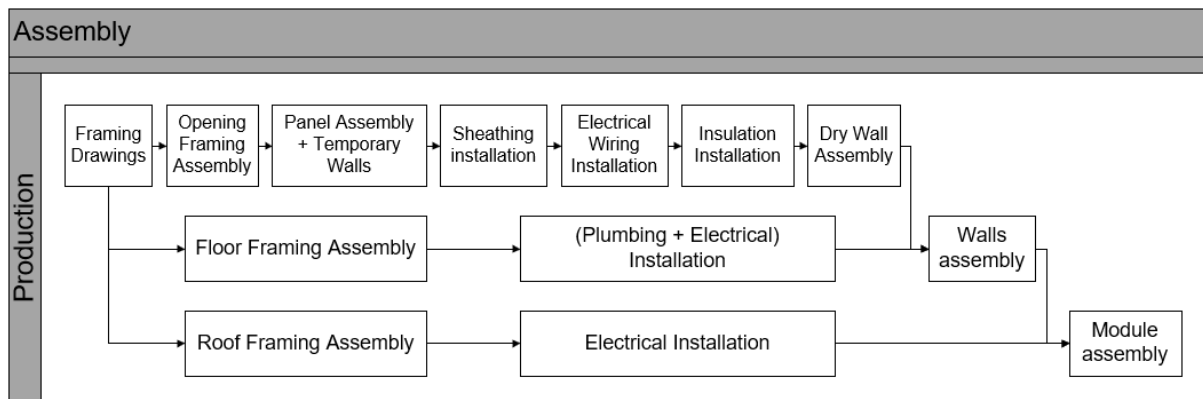 Assembly
Production
Framing
Drawings
Opening
Framing
Assembly
Panel Assembly
+ Temporary
Walls
Sheathing
installation
Electrical
Wiring
Installation
Insulation
Installation
Dry Wall
Assembly
Floor Framing Assembly
(Plumbing + Electrical)
Installation
Walls
assembly
Roof Framing Assembly
Electrical Installation
Module
assembly